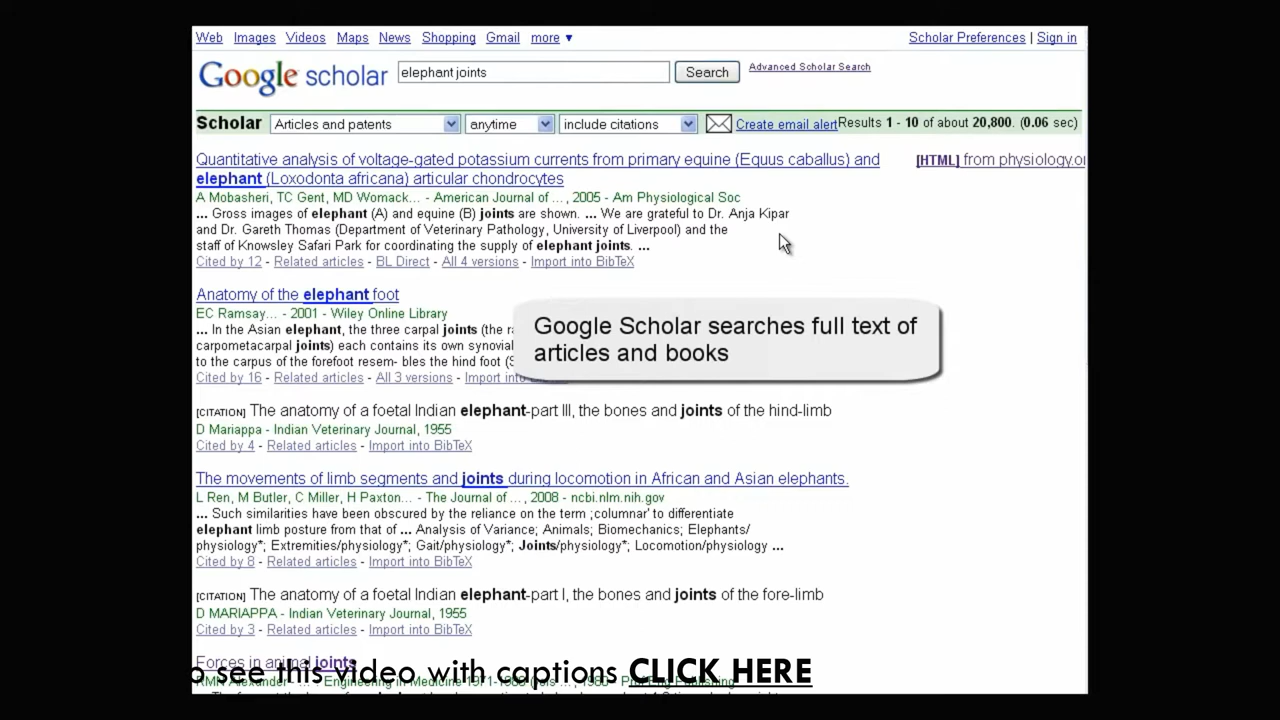 Web Images Videos Maps News Shopping Gmail more ▼ Scholar Preferences | Sign in
Google scholar elephant joints Search Advanced Scholar Search
Scholar Articles and patents anytime include citations Create email alert Results 1 - 10 of about 20,800. (0.06 sec)
Quantitative analysis of voltage-gated potassium currents from primary equine (Equus caballus) and [HTML] from
elephant (Loxodonta africana) articular chondrocytes
A Mobasheri, TC Gent, MD Womack... - American Journal of ..., 2005 - Am Physiological Soc
... Gross images of elephant (A) and equine (B) joints are shown. ... We are grateful to Dr. Anja Kipar
and Dr. Gareth Thomas (Department of Veterinary Pathology, University of Liverpool) and the
staff of Knowsley Safari Park for coordinating the supply of elephant joints. ...
Cited by 12 - Related articles - BL Direct - All 4 versions - Import into BibTeX
Anatomy of the elephant foot
EC Ramsay... - 2001 - Wiley Online Library
... In the Asian elephant, the three carpal joints (the
carpometacarpal joints) each contains its own
to the carpus of the forefoot resem- bles the hind foot
Cited by 16 - Related articles - All 3 versions - Import
Google Scholar searches full text of
articles and books
[CITATION] The anatomy of a foetal Indian elephant-part III, the bones and joints of the hind-limb
D Mariappa - Indian Veterinary Journal, 1955
Cited by 4 - Related articles - Import into BibTeX
The movements of limb segments and joints during locomotion in African and Asian elephants.
L Ren, M Butler, C Miller, H Paxton... - The Journal of ..., 2008 - ncbi.nlm.nih.gov
... Such similarities have been obscured by the reliance on the term ;columnar' to differentiate
elephant limb posture from that of ... Analysis of Variance; Animals; Biomechanics; Elephants/
physiology*; Extremities/physiology*; Gait/physiology*; Joints/physiology*; Locomotion/physiology ...
Cited by 8 - Related articles - Import into BibTeX
[CITATION] The anatomy of a foetal Indian elephant-part I, the bones and joints of the fore-limb
D MARIAPPA - Indian Veterinary Journal, 1955
Cited by 3 - Related articles - Import into BibTeX
Forces in animal joints
see this video with captions CLICK HERE